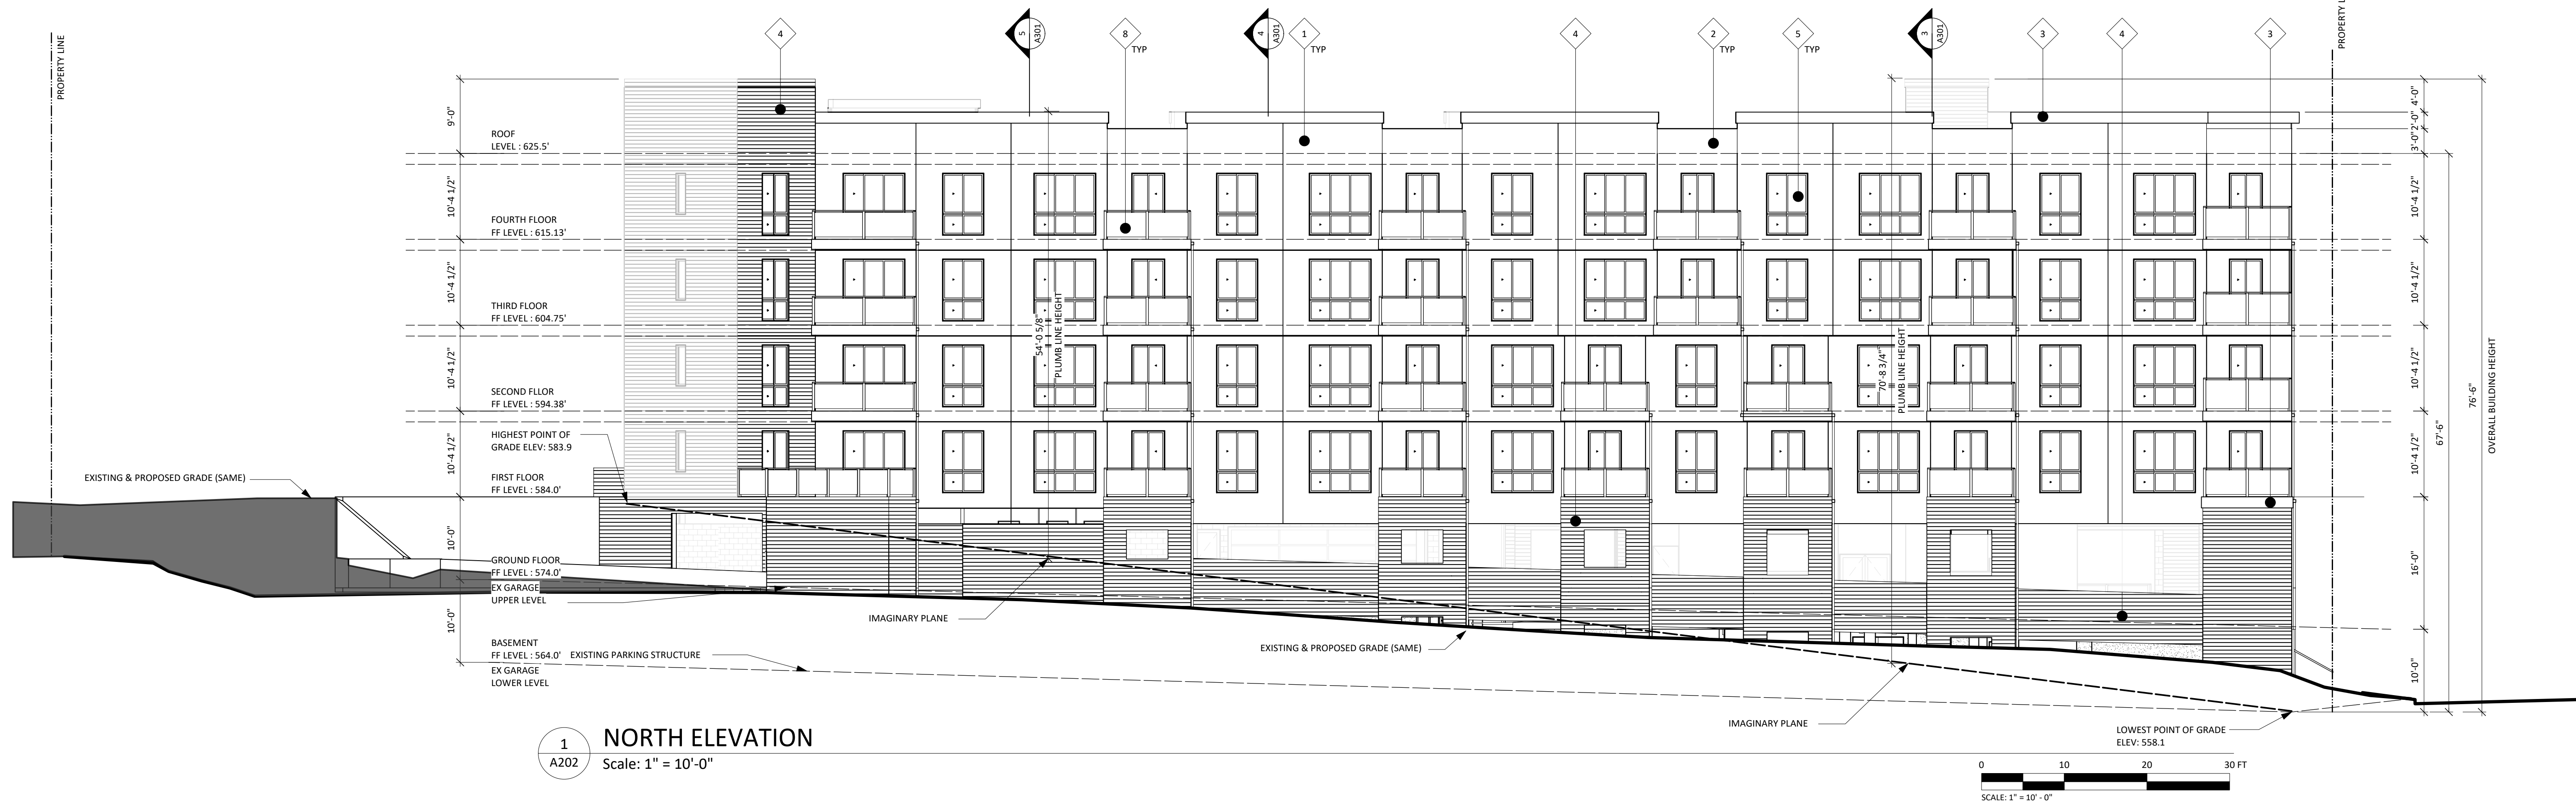 PROPERTY LINE
4
5
A301
8
TYP
4
A301
1
TYP
4
2
TYP
5
TYP
3
A301
3
4
3
PROPERTY L
9'-0"
10'-4 1/2"
10'-4 1/2"
10'-4 1/2"
10'-4 1/2"
10'-0"
10'-0"
ROOF
LEVEL : 625.5'
FOURTH FLOOR
FF LEVEL : 615.13'
THIRD FLOOR
FF LEVEL : 604.75'
SECOND FLLOR
FF LEVEL : 594.38'
HIGHEST POINT OF
GRADE ELEV: 583.9
FIRST FLOOR
FF LEVEL : 584.0'
EXISTING & PROPOSED GRADE (SAME)
GROUND FLOOR
FF LEVEL : 574.0'
EX GARAGE
UPPER LEVEL
BASEMENT
FF LEVEL : 564.0'
EX GARAGE
LOWER LEVEL
EXISTING PARKING STRUCTURE
54'-0 5/8"
PLUMB LINE HEIGHT
70'-8 3/4"
PLUMB LINE HEIGHT
IMAGINARY PLANE
EXISTING & PROPOSED GRADE (SAME)
IMAGINARY PLANE
LOWEST POINT OF GRADE
ELEV: 558.1
4'-0"
2'-0"
3'-0"
10'-4 1/2"
10'-4 1/2"
10'-4 1/2"
10'-4 1/2"
16'-0"
10'-0"
67'-6"
76'-6"
OVERALL BUILDING HEIGHT
1
A202
NORTH ELEVATION
Scale: 1" = 10'-0"
0 10 20 30 FT
SCALE: 1" = 10' - 0"